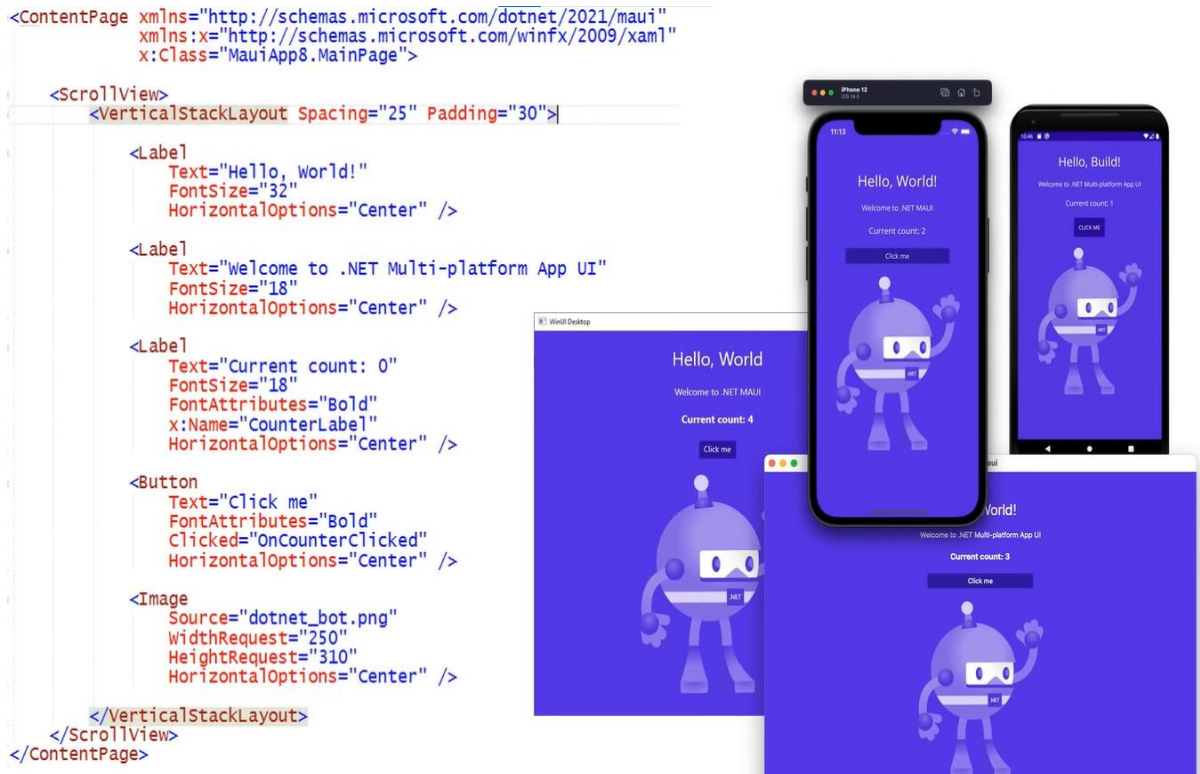 <ContentPage xmlns="http://schemas.microsoft.com/dotnet/2021/maui"
xmlns:x="http://schemas.microsoft.com/winfx/2009/xaml"
x:Class="MauiApp8.MainPage">
<ScrollView>
<VerticalStackLayout Spacing="25" Padding="30">
<Label
Text="Hello, World!"
FontSize="32"
HorizontalOptions="Center" />
<Label
Text="Welcome to .NET Multi-platform App UI"
FontSize="18"
HorizontalOptions="Center" />
<Label
Text="Current count: 0"
FontSize="18"
FontAttributes="Bold"
x:Name="CounterLabel"
HorizontalOptions="Center" />
<Button
Text="Click me"
FontAttributes="Bold"
Clicked="OnCounterClicked"
HorizontalOptions="Center" />
<Image
Source="dotnet_bot.png"
WidthRequest="250"
HeightRequest="310"
HorizontalOptions="Center" />
</VerticalStackLayout>
</ScrollView>
</ContentPage>
WinUI Desktop
Hello, World
Welcome to .NET MAUI
Current count: 4
Click me
.NET
iPhone 12
11:13
Hello, World!
Welcome to .NET MAUI
Current count: 2
Click me
.NET
10:46
Hello, Build!
Welcome to .NET Multi-platform App UI
Current count: 1
CLICK ME
.NET
aui
World!
Welcome to .NET Multi-platform App UI
Current count: 3
Click me
.NET